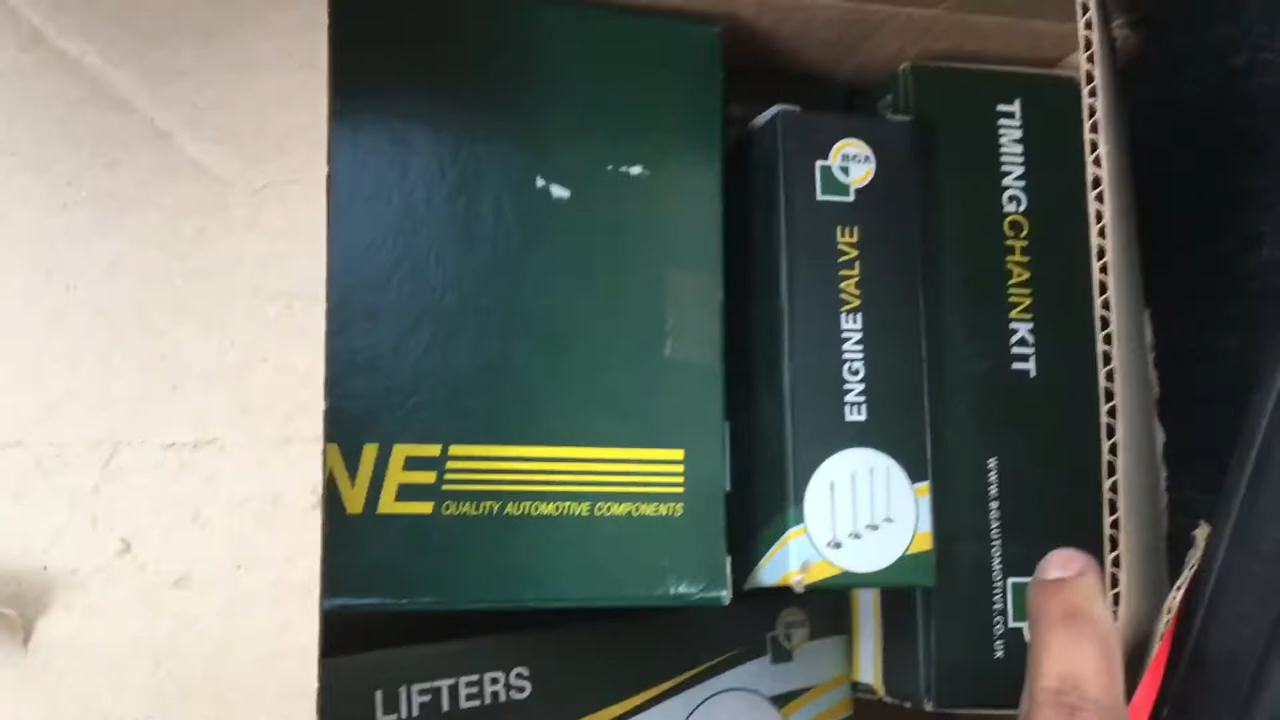 NE
QUALITY AUTOMOTIVE COMPONENTS
BGA
ENGINEVALVE
TIMINGCHAINKIT
WWW.BGAUTOMOTIVE.CO.UK
LIFTERS